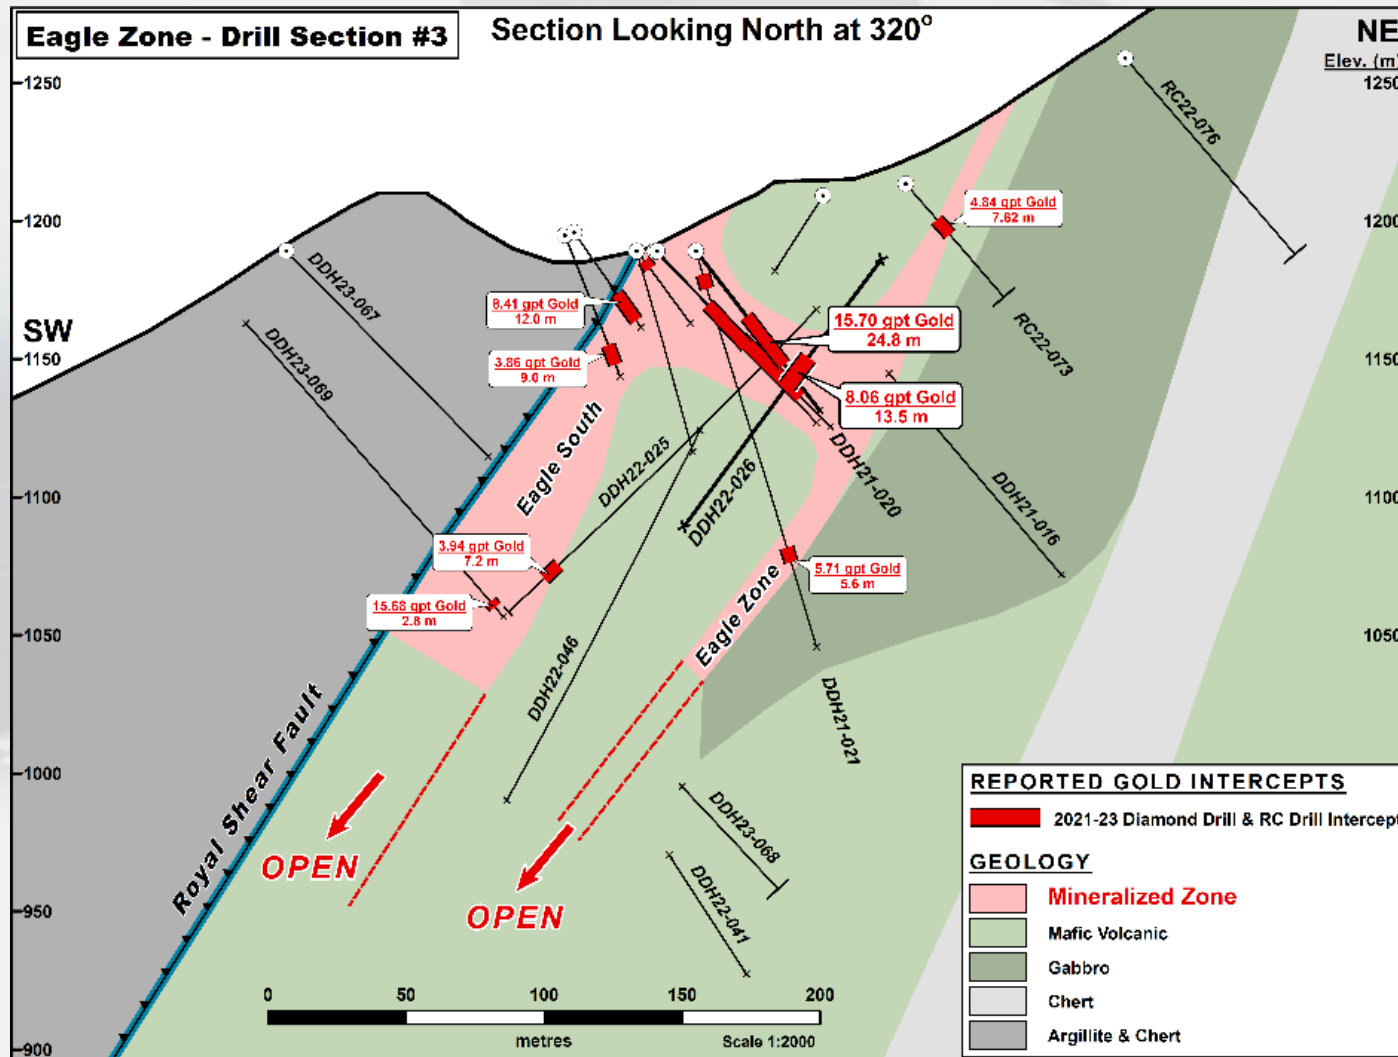 Eagle Zone - Drill Section #3
Section Looking North at 320°
NE
Elev. (m)
1250
1250
RC22-076
1200
1200
4.84 gpt Gold
7.62 m
DDH23-067
8.41 gpt Gold
12.0 m
15.70 gpt Gold
24.8 m
RC22-073
SW
1150
1150
DDH23-069
3.86 gpt Gold
9.0 m
8.06 gpt Gold
13.5 m
Eagle South
DDH22-025
DDH22-026
DDH21-020
DDH21-016
1100
1100
3.94 gpt Gold
7.2 m
5.71 gpt Gold
5.6 m
15.68 gpt Gold
2.8 m
Eagle Zone
1050
1050
DDH22-046
DDH21-021
Royal Shear Fault
1000
OPEN
OPEN
DDH23-068
DDH22-041
950
900
0
50
100
150
200
metres
Scale 1:2000
REPORTED GOLD INTERCEPTS
2021-23 Diamond Drill & RC Drill Intercept
GEOLOGY
Mineralized Zone
Mafic Volcanic
Gabbro
Chert
Argillite & Chert